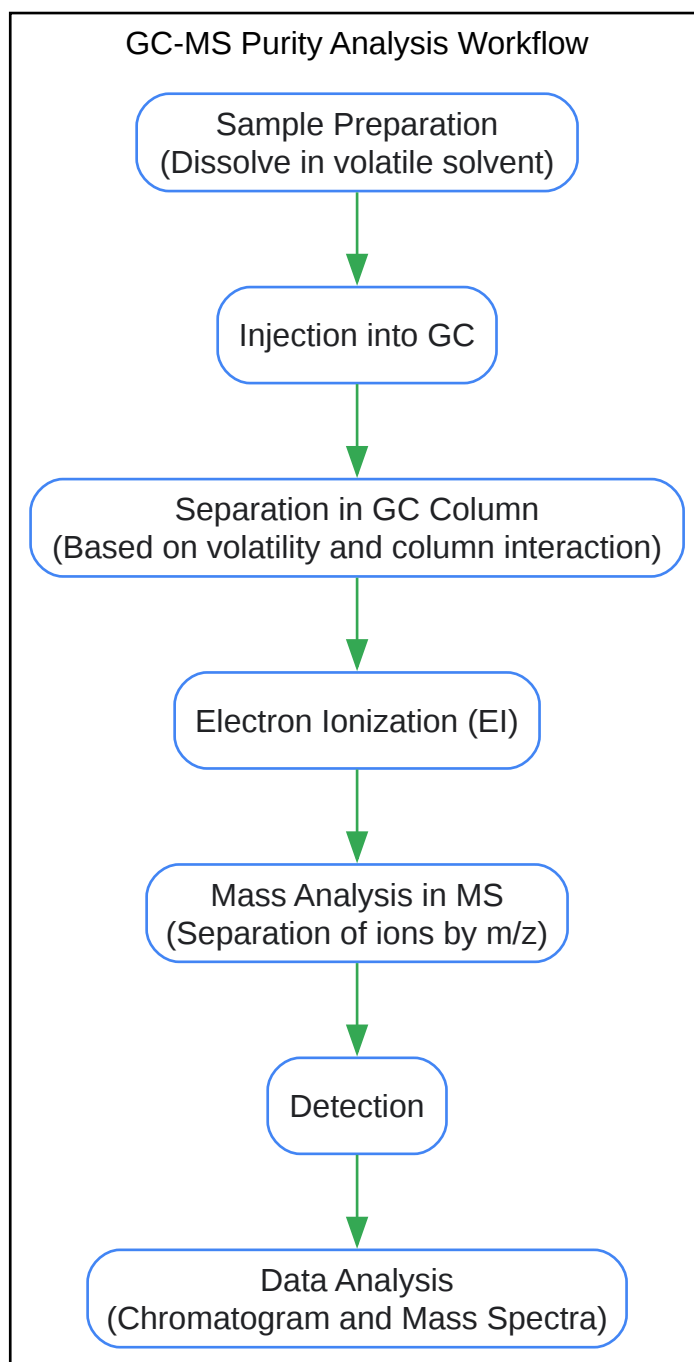 GC-MS Purity Analysis Workflow
Sample Preparation
(Dissolve in volatile solvent)
Injection into GC
Separation in GC Column
(Based on volatility and column interaction)
Electron Ionization (EI)
Mass Analysis in MS
(Separation of ions by m/z)
Detection
Data Analysis
(Chromatogram and Mass Spectra)